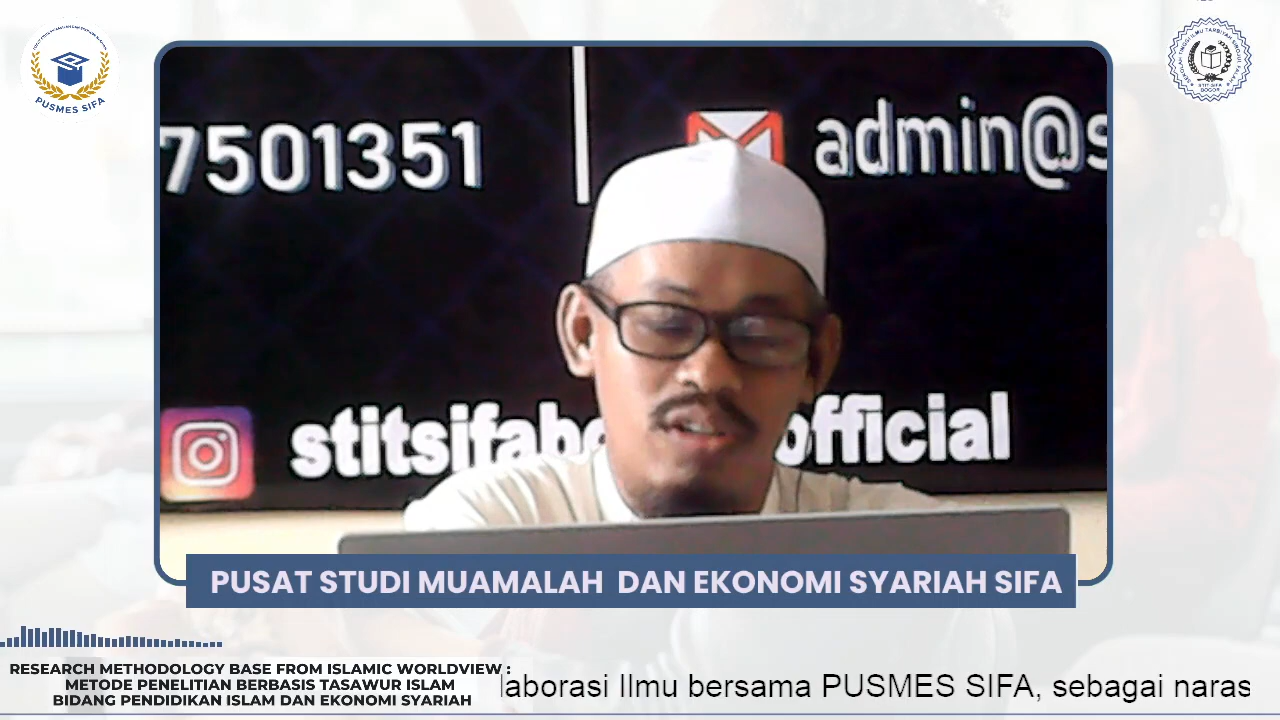 PUSMES SIFA
7501351
admin@s
stitsifabo
official
PUSAT STUDI MUAMALAH DAN EKONOMI SYARIAH SIFA
RESEARCH METHODOLOGY BASE FROM ISLAMIC WORLDVIEW :
METODE PENELITIAN BERBASIS TASAWUR ISLAM
BIDANG PENDIDIKAN ISLAM DAN EKONOMI SYARIAH
laborasi Ilmu bersama PUSMES SIFA, sebagai naras